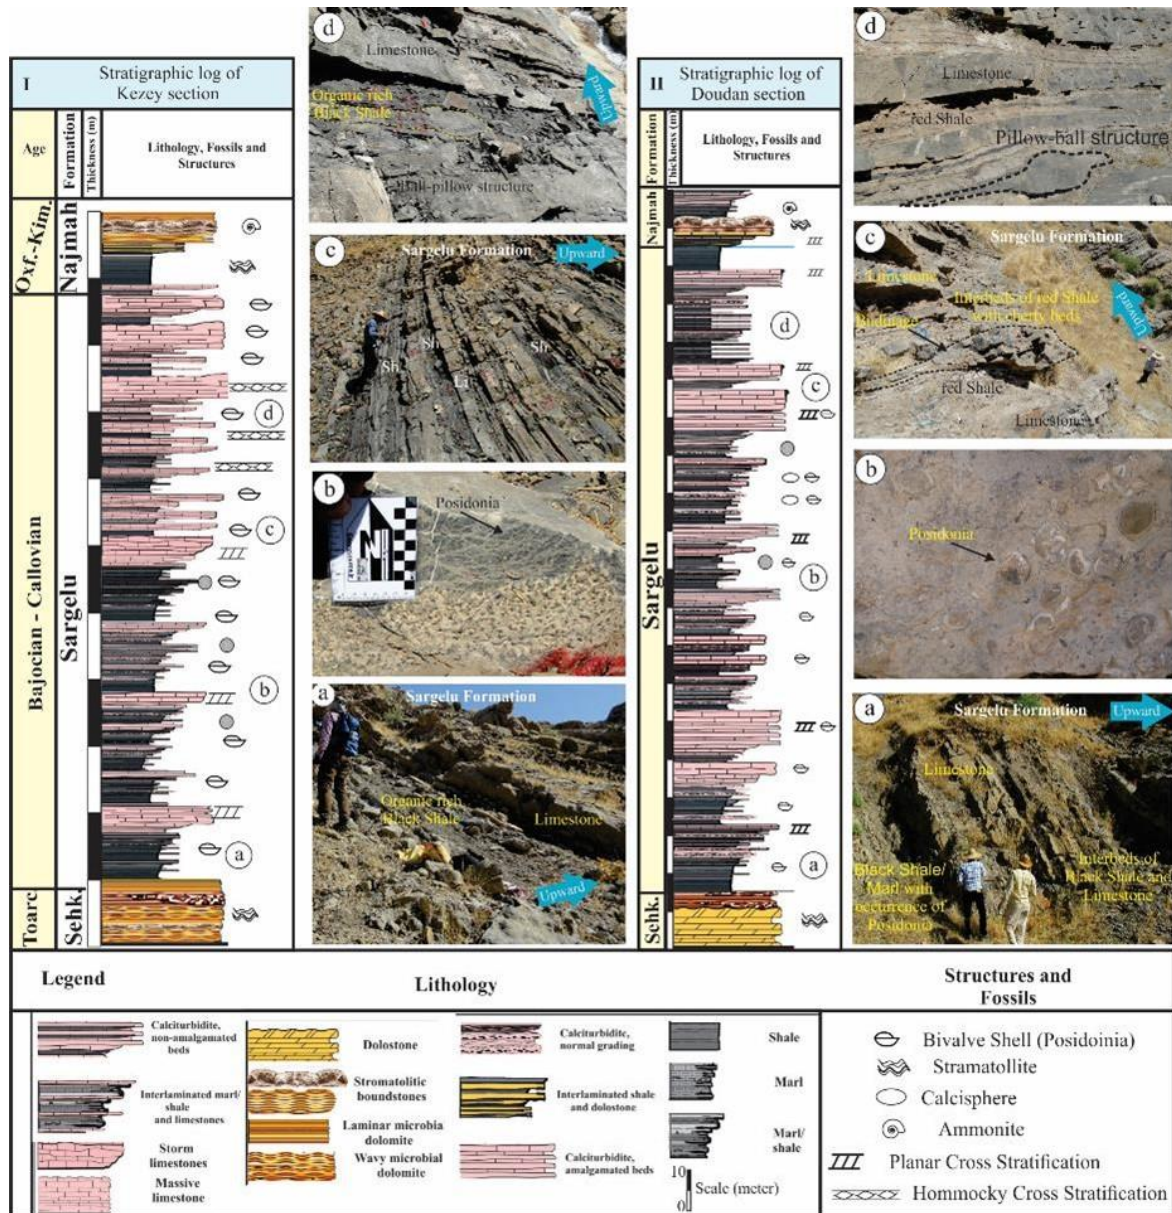 I
Stratigraphic log of
Kezey section
Age
Formation
Thickness (m)
Lithology, Fossils and
Structures
Oxf.-Kim.
Najmah
Bajocian - Callovian
Sargelu
Toarc
Sehk.
a
b
c
d
d
Limestone
Organic rich
Black Shale
Ball-pillow structure
Upward
c
Sargelu Formation
Upward
Sh
Sh
Li
Sh
b
Posidonia
N
a
Sargelu Formation
Organic rich
Black Shale
Limestone
Upward
II
Stratigraphic log of
Doudan section
Formation
Thickness (m)
Lithology, Fossils and
Structures
Najmah
Sargelu
Sehk.
d
c
b
a
d
Limestone
red Shale
Pillow-ball structure
Upward
c
Sargelu Formation
Limestone
Interbeds of red Shale
with cherty beds
Budinage
red Shale
Limestone
Upward
b
Posidonia
a
Sargelu Formation
Upward
Limestone
Black Shale/
Marl with
occurrence of
Posidonia
Interbeds of
Black Shale and
Limestone
Legend
Lithology
Structures and
Fossils
Calciturbidite,
non-amalgamated
beds
Interlaminated marl/
shale
and limestones
Storm
limestones
Massive
limestone
Dolostone
Stromatolitic
boundstones
Laminar microbia
dolomite
Wavy microbial
dolomite
Calciturbidite,
normal grading
Interlaminated shale
and dolostone
Calciturbidite,
amalgamated beds
Shale
Marl
Marl/
shale
10
0
Scale (meter)
Bivalve Shell (Posidoinia)
Stramatollite
Calcisphere
Ammonite
Planar Cross Stratification
Hommocky Cross Stratification